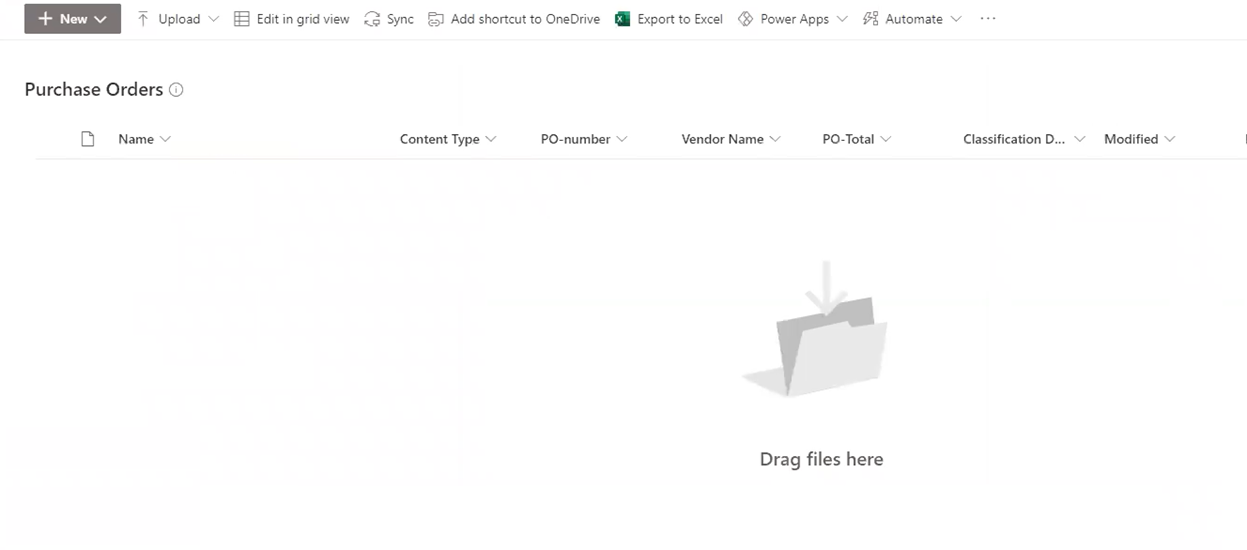 New Upload Edit in grid view Sync Add shortcut to OneDrive Export to Excel Power Apps Automate ...
Purchase Orders
Name Content Type PO-number Vendor Name PO-Total Classification D... Modified
Drag files here